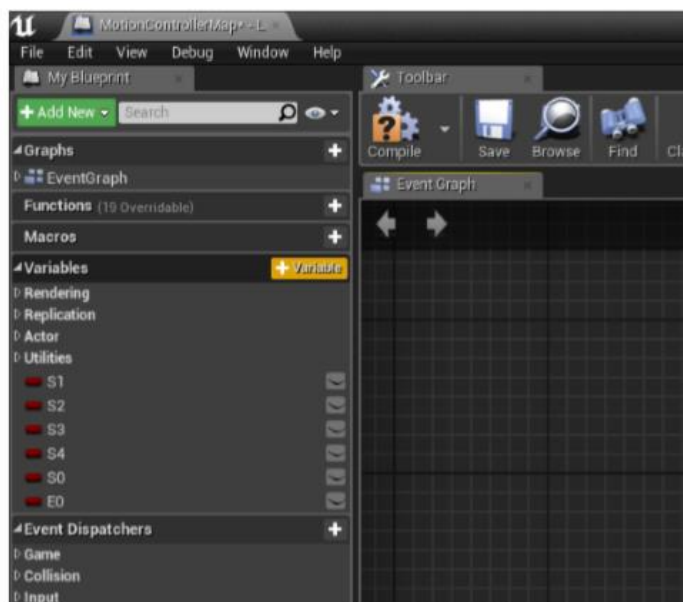 MotionControllerMap* - L
File Edit View Debug Window Help
My Blueprint
Toolbar
+ Add New Search
Compile Save Browse Find Cla
Graphs
EventGraph
Event Graph
Functions (19 Overridable)
Macros
Variables + Variable
Rendering
Replication
Actor
Utilities
S1
S2
S3
S4
S0
E0
Event Dispatchers
Game
Collision
Input